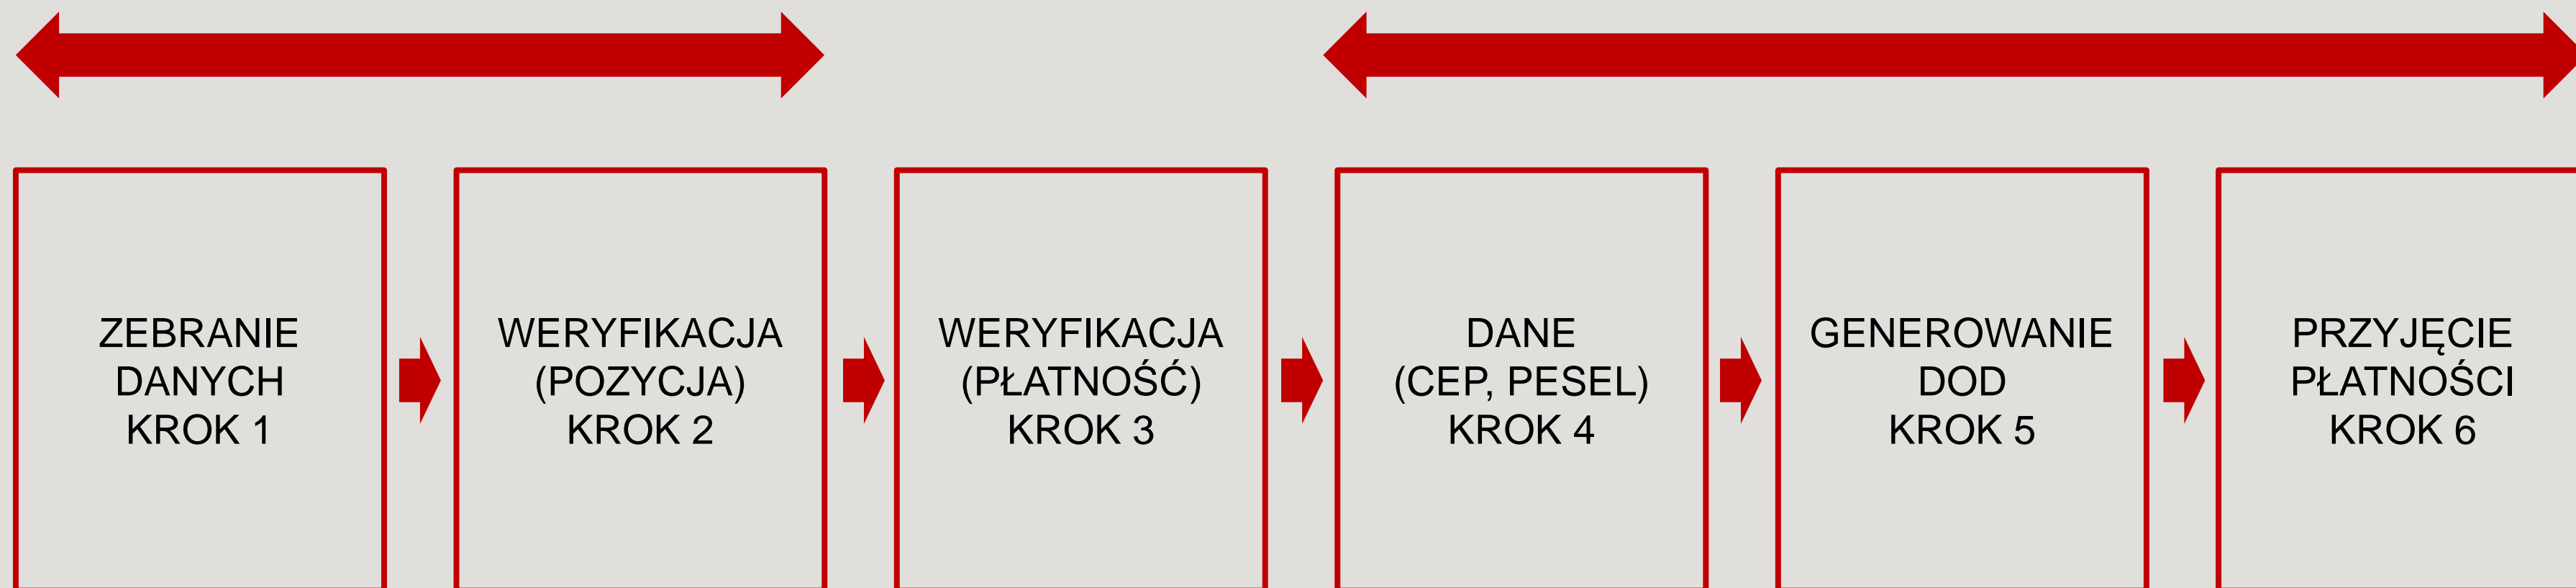 ZEBRANIE
DANYCH
KROK 1
WERYFIKACJA
(POZYCJA)
KROK 2
WERYFIKACJA
(PŁATNOŚĆ)
KROK 3
DANE
(CEP, PESEL)
KROK 4
GENEROWANIE
DOD
KROK 5
PRZYJĘCIE
PŁATNOŚCI
KROK 6